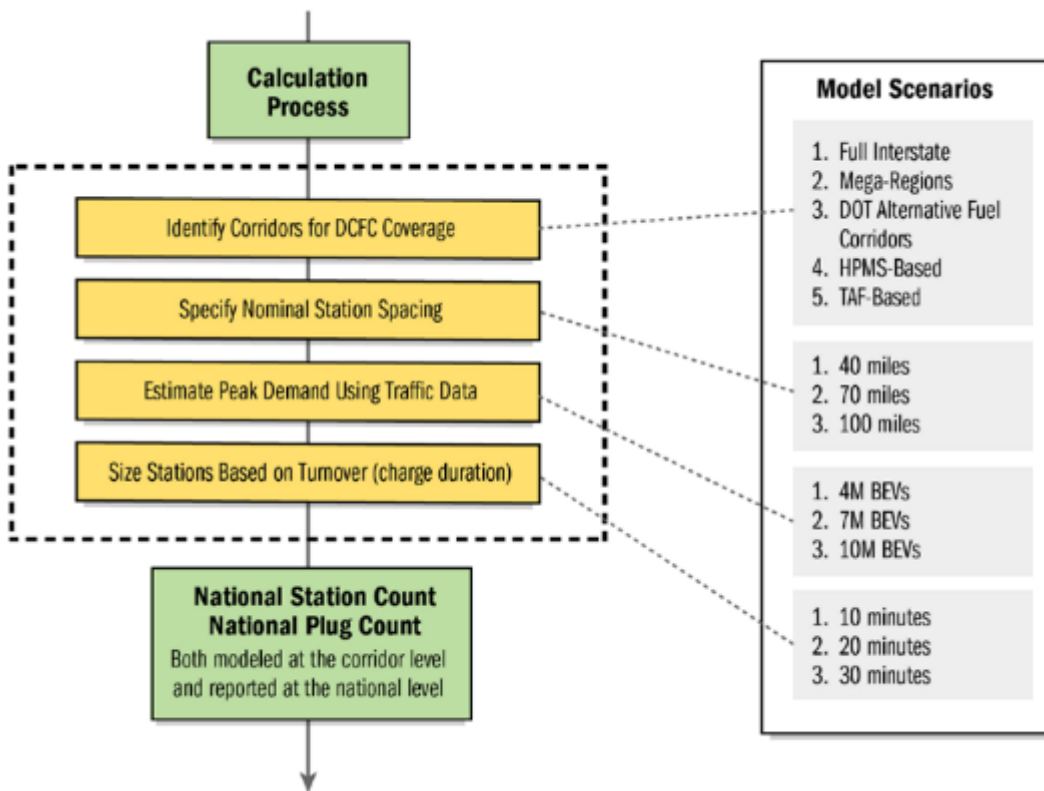 Calculation
Process
Identify Corridors for DCFC Coverage
Specify Nominal Station Spacing
Estimate Peak Demand Using Traffic Data
Size Stations Based on Turnover (charge duration)
National Station Count
National Plug Count
Both modeled at the corridor level
and reported at the national level
Model Scenarios
1. Full Interstate
2. Mega-Regions
3. DOT Alternative Fuel
Corridors
4. HPMS-Based
5. TAF-Based
1. 40 miles
2. 70 miles
3. 100 miles
1. 4M BEVs
2. 7M BEVs
3. 10M BEVs
1. 10 minutes
2. 20 minutes
3. 30 minutes